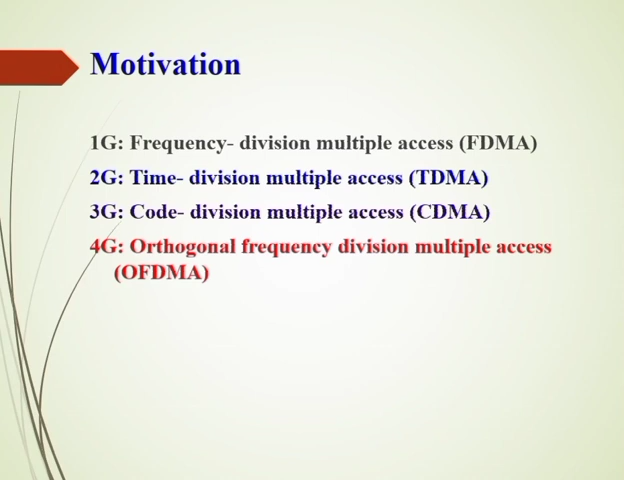 Motivation
1G: Frequency- division multiple access (FDMA)
2G: Time- division multiple access (TDMA)
3G: Code- division multiple access (CDMA)
4G: Orthogonal frequency division multiple access
(OFDMA)